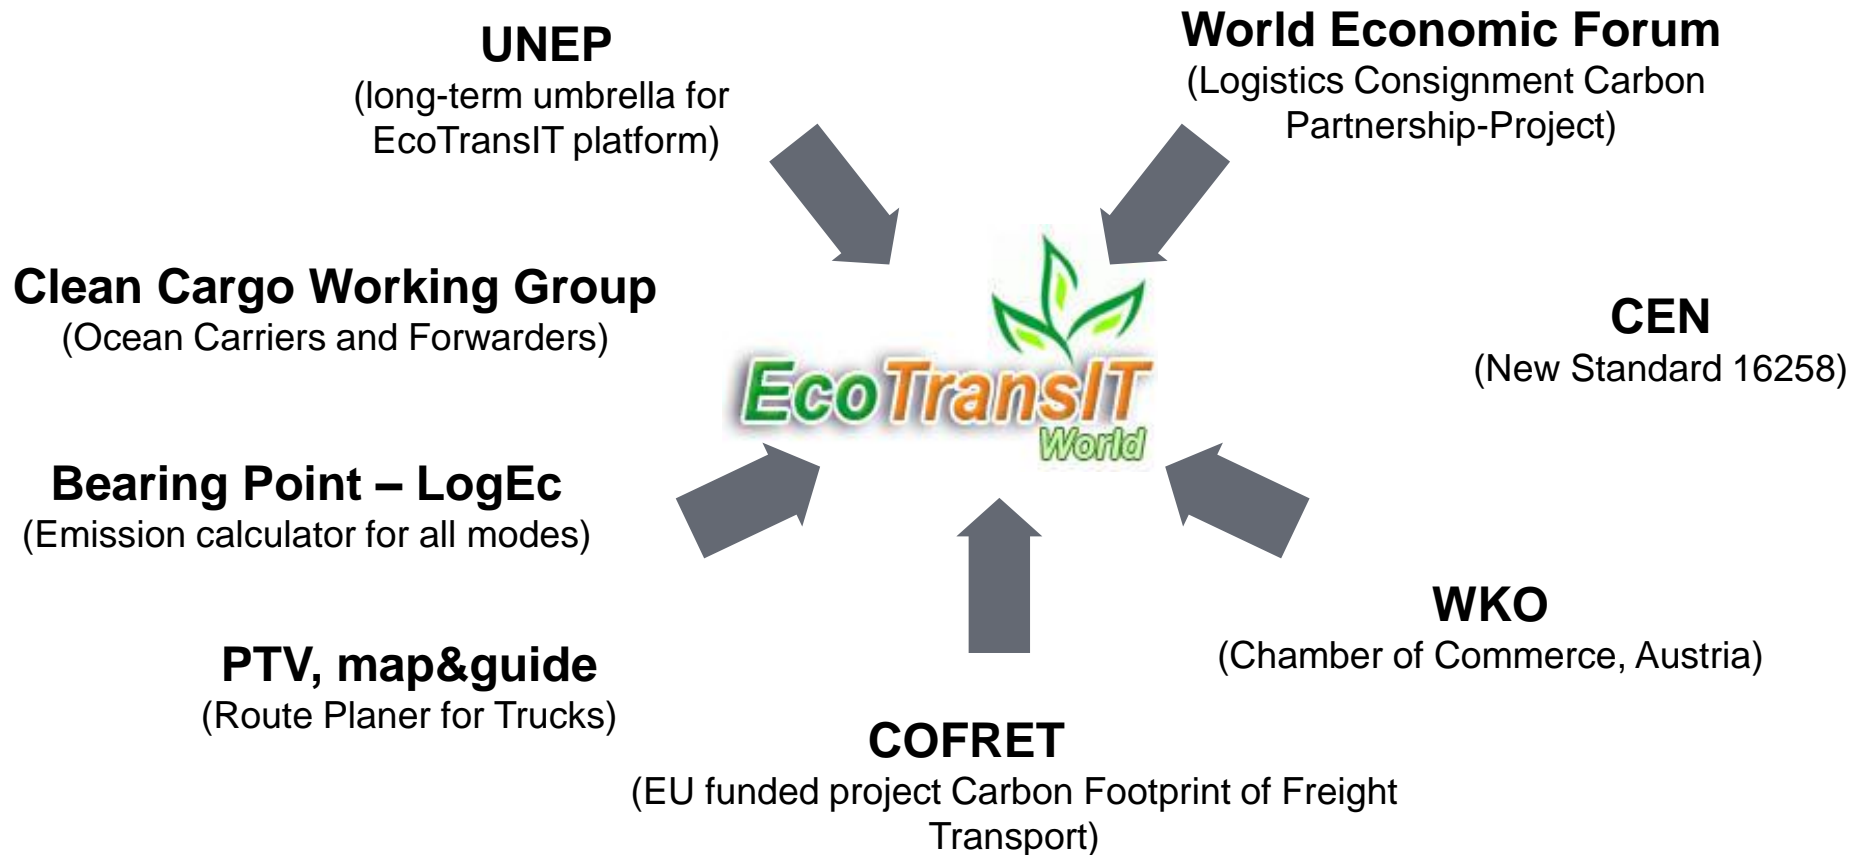 UNEP
(long-term umbrella for
EcoTransIT platform)
World Economic Forum
(Logistics Consignment Carbon
Partnership-Project)
Clean Cargo Working Group
(Ocean Carriers and Forwarders)
CEN
(New Standard 16258)
EcoTransIT
World
Bearing Point – LogEc
(Emission calculator for all modes)
WKO
(Chamber of Commerce, Austria)
PTV, map&guide
(Route Planer for Trucks)
COFRET
(EU funded project Carbon Footprint of Freight
Transport)